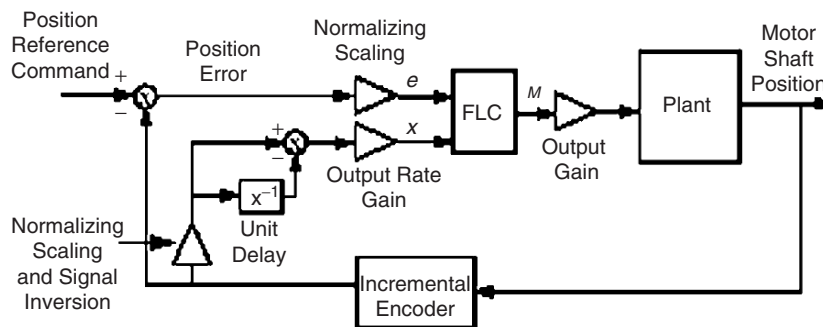 Position
Reference
Command
+
−
Position
Error
Normalizing
Scaling
e
FLC
M
Output
Gain
Plant
Motor
Shaft
Position
+
−
x
Output Rate
Gain
x⁻¹
Unit
Delay
Normalizing
Scaling
and Signal
Inversion
Incremental
Encoder